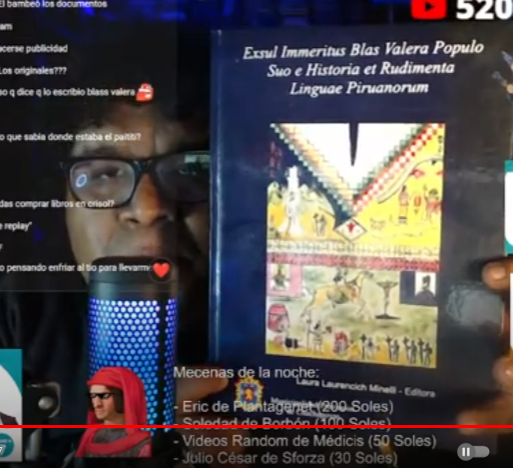 El bambeó los documentos
am
acerse publicidad
Los originales???
so q dice q lo escribio blass valera
o que sabia donde estaba el paititi?
das comprar libros en crisol?
e replay"
r
o pensando enfriar al tio para llevarme
520
Exsul Immeritus Blas Valera Populo
Suo e Historia et Rudimenta
Linguae Piruanorum
Laura Laurencich Minelli - Editora
Mecenas de la noche:
- Eric de Plantagenet (200 Soles)
- Soledad de Borbón (100 Soles)
- Videos Random de Médicis (50 Soles)
- Julio César de Sforza (30 Soles)